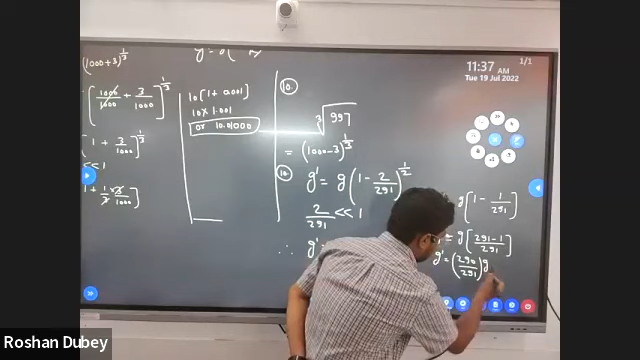 (1000+3)^{1/3}
y = d(
[1000/1000 + 3/1000]^{1/3}
[1 + 3/1000]^{1/3}
<< 1
1 + 1/3 × 3/1000]
10[1 + 0.001]
10 × 1.001
or 10.01000
10.
∛997
= (1000-3)^{1/3}
10.
g' = g(1 - 2/291)^{1/2}
2/291 << 1
∴ g' =
g[1 - 1/291]
= g[291-1/291]
g' = (290/291)g
11:37 AM
Tue 19 Jul 2022
1/1
Roshan Dubey